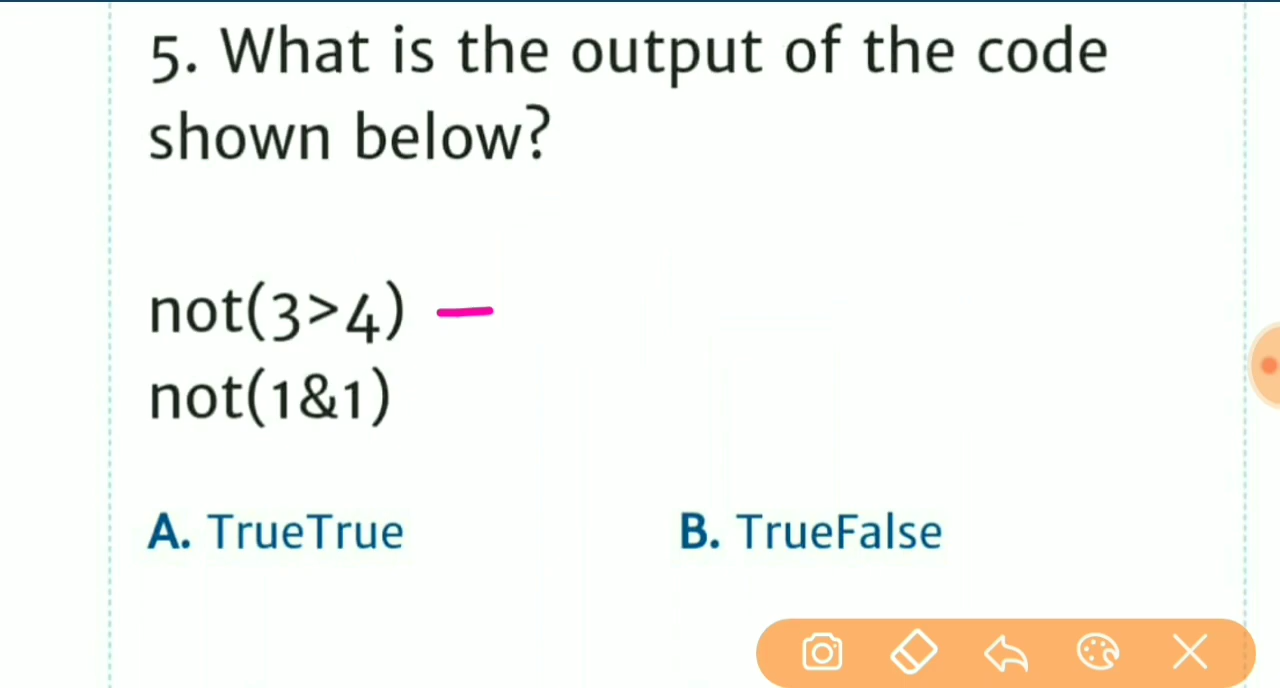 5. What is the output of the code
shown below?
not(3>4)
not(1&1)
A. TrueTrue
B. TrueFalse